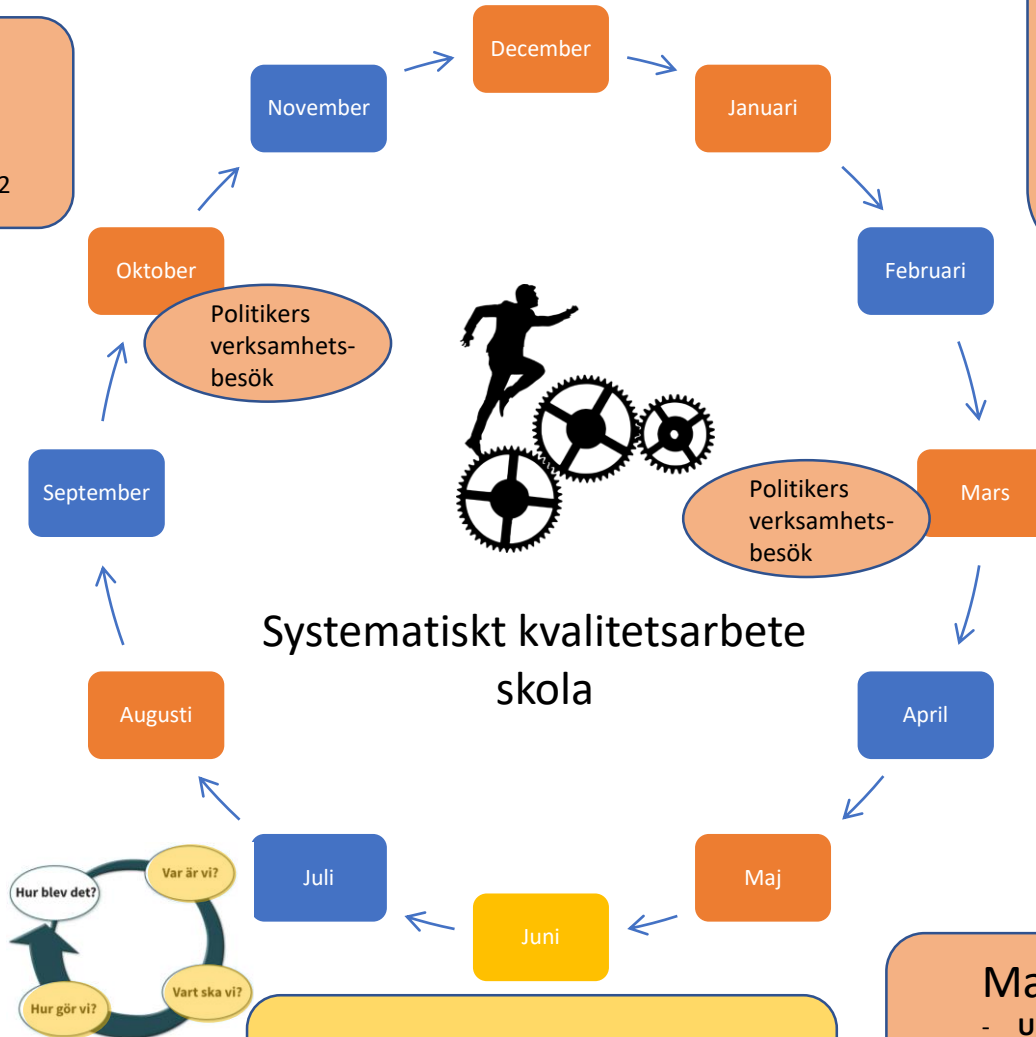 December
November
Januari
2
Oktober
Februari
Politikers
verksamhets-
besök
September
Mars
Politikers
verksamhets-
besök
Systematiskt kvalitetsarbete
skola
Augusti
April
Juli
Maj
Juni
Hur blev det?
Var är vi?
Vart ska vi?
Hur gör vi?
Ma
- U